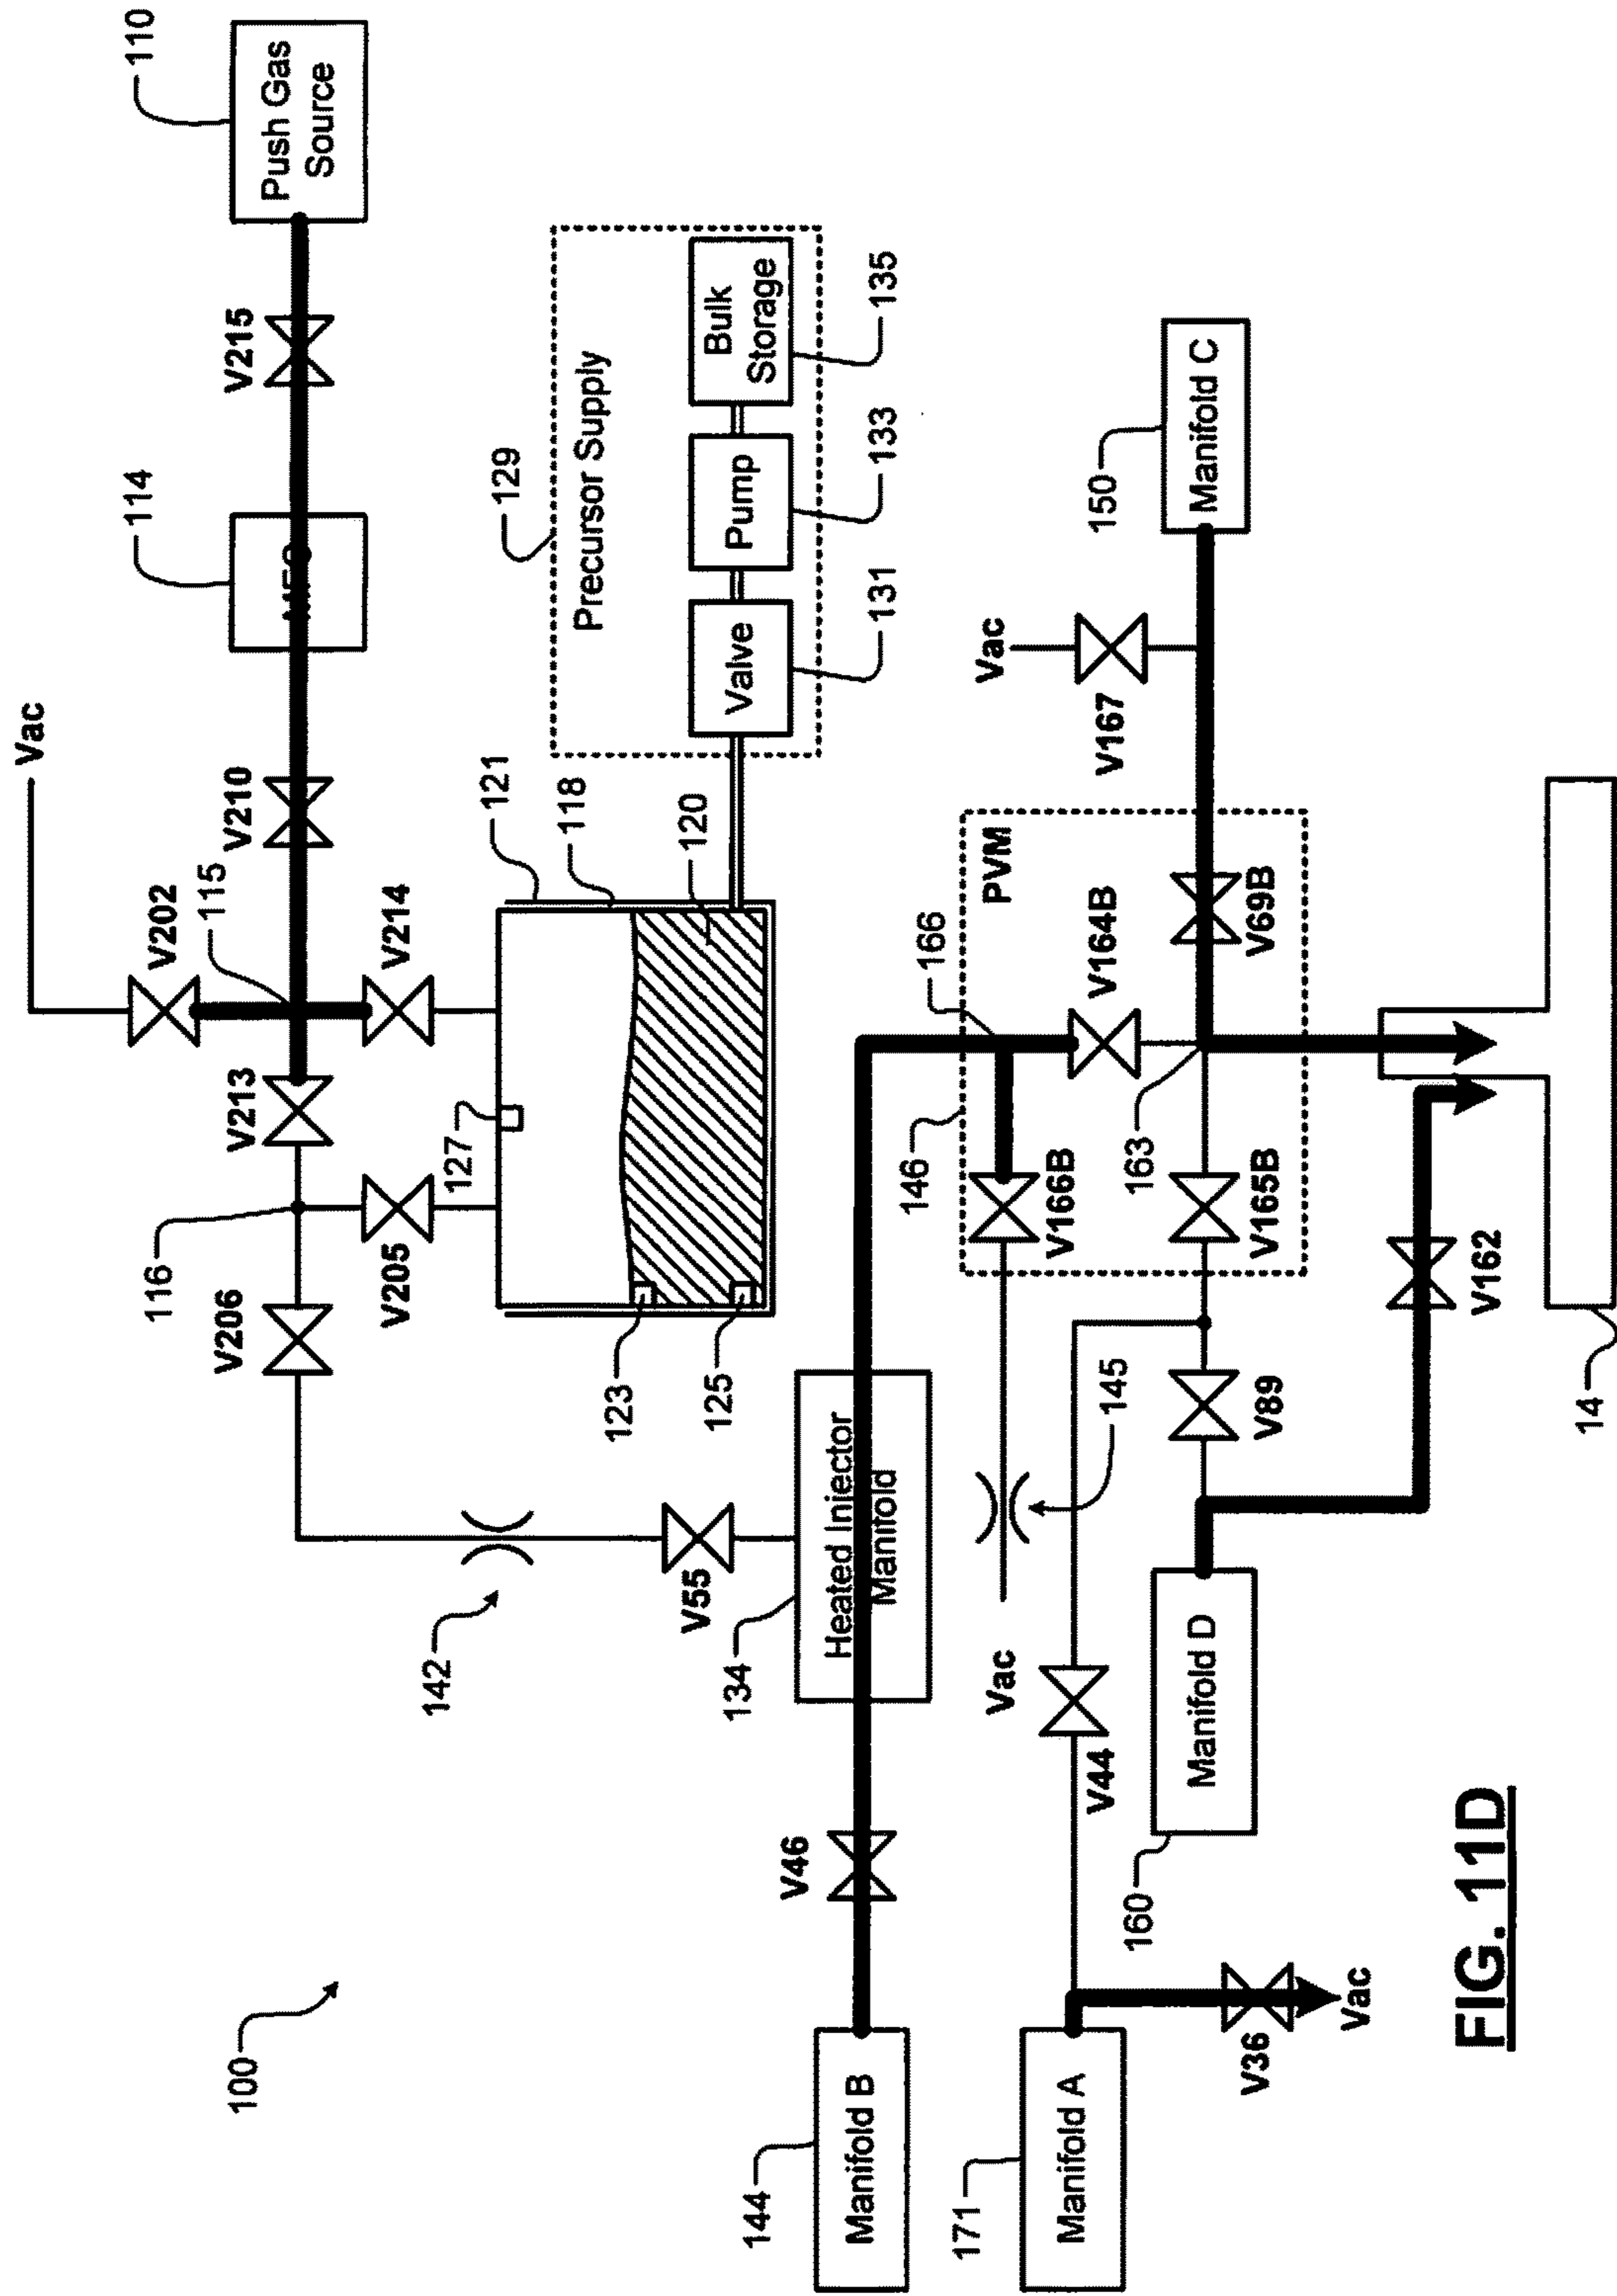 Vac
116
110
114
V202
115
V206
V213
V210
V215
100
Push Gas
Source
V205
V214
142
127
121
129
118
Precursor Supply
123
120
V55
125
134
Valve
Pump
Bulk
Storage
144
V46
Heated Injector
Manifold
131
133
135
Manifold B
146
166
PVM
Vac
171
Vac
V166B
V164B
150
Manifold A
V44
145
163
V167
160
Manifold D
V89
V165B
V69B
Manifold C
V36
Vac
V162
FIG. 11D
14